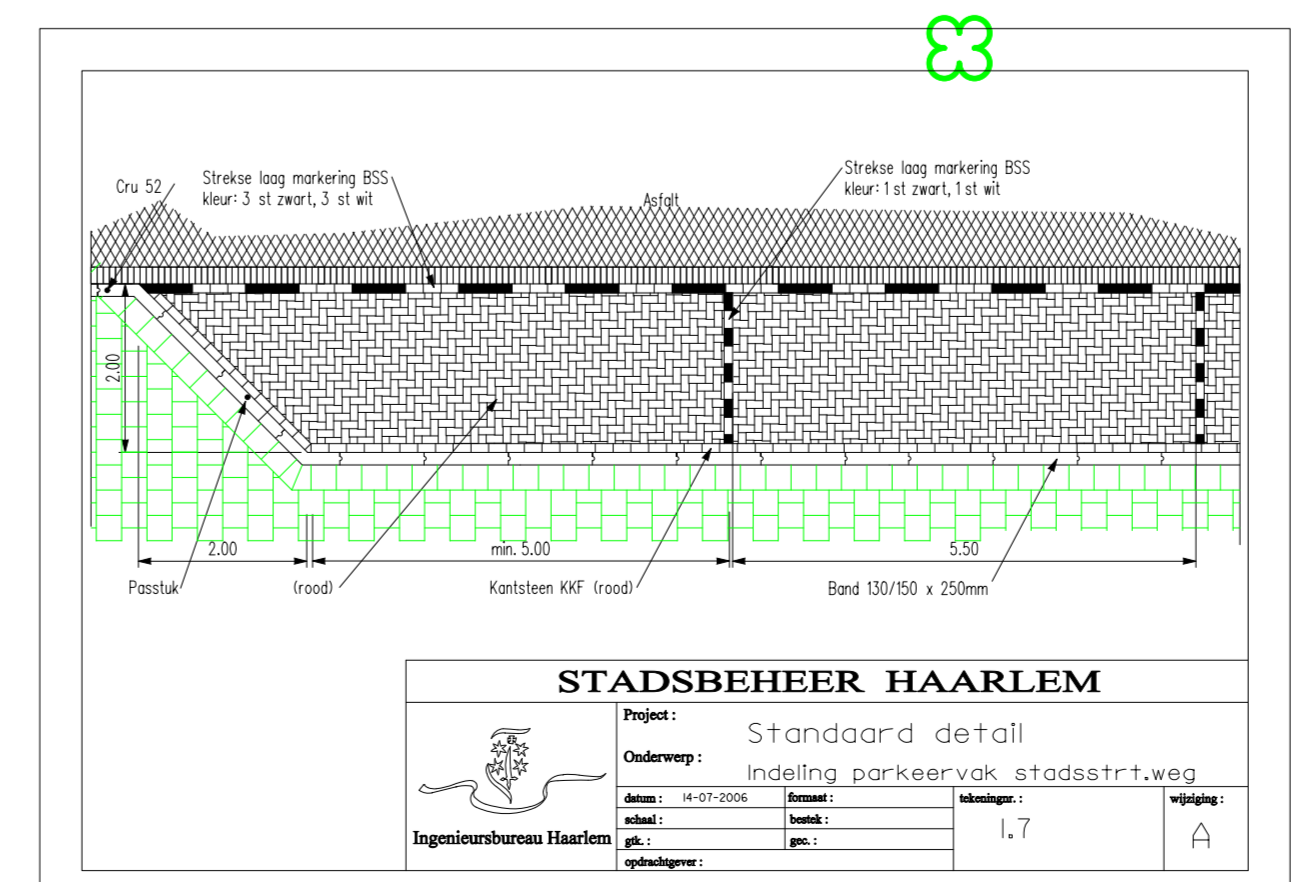 Cru 52
Strekse laag markering BSS
kleur: 3 st zwart, 3 st wit
Asfalt
Strekse laag markering BSS
kleur: 1 st zwart, 1 st wit
2.00
2.00
min. 5.00
5.50
Passtuk
(rood)
Kantsteen KKF (rood)
Band 130/150 x 250mm
STADSBEHEER HAARLEM
Project :
Standaard detail
Onderwerp :
Indeling parkeervak stadsstrt.weg
datum : 14-07-2006
formaat :
tekeningnr. :
wijziging :
schaal :
bestek :
1.7
A
Ingenieursbureau Haarlem
gtk. :
gec. :
opdrachtgever :